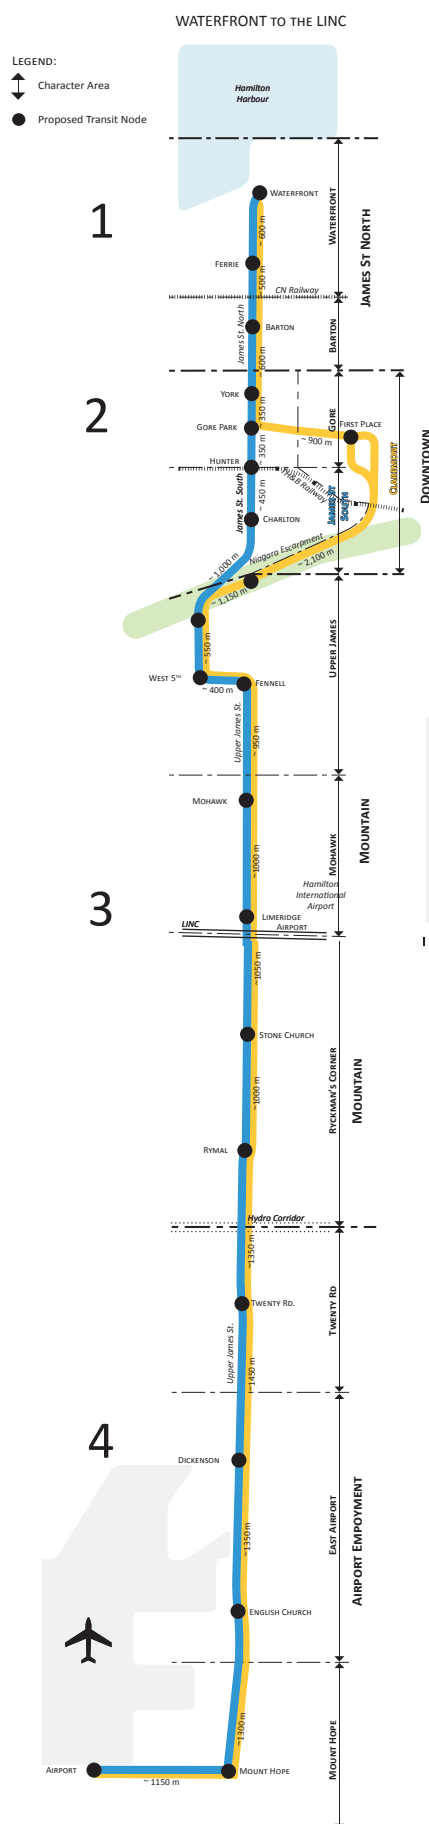 WATERFRONT TO THE LINC
LEGEND:
Character Area
Proposed Transit Node
Hamilton
Harbour
1
WATERFRONT
~ 600 m
WATERFRONT
JAMES ST NORTH
FERRIE
~500 m
CN Railway
James St. North
BARTON
BARTON
~600 m
2
YORK
~ 350 m
GORE
GORE PARK
FIRST PLACE
~ 900 m
~ 350 m
HUNTER
CLAREMONT
DOWNTOWN
TH&B Railway
James St. South
~ 450 m
JAMES ST
SOUTH
CHARLTON
Niagara Escarpment
~ 2,100 m
~ 1,000 m
~ 1,150 m
~ 550 m
UPPER JAMES
WEST 5TH
~ 400 m
FENNELL
Upper James St.
~ 950 m
MOHAWK
MOUNTAIN
~1000 m
MOHAWK
Hamilton
International
Airport
3
LINC
LIMERIDGE
AIRPORT
~1050 m
STONE CHURCH
RYCKMAN'S CORNER
MOUNTAIN
~1000 m
RYMAL
Hydro Corridor
~1350 m
TWENTY RD.
TWENTY RD
Upper James St.
~1450 m
4
DICKENSON
EAST AIRPORT
AIRPORT EMPOYMENT
~1350 m
ENGLISH CHURCH
~1300 m
MOUNT HOPE
AIRPORT
MOUNT HOPE
~ 1150 m